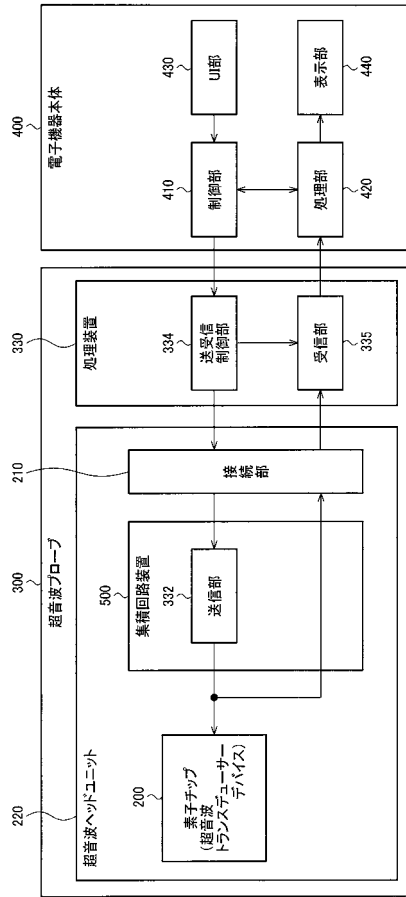 300
超音波プローブ
400
電子機器本体
220
超音波ヘッドユニット
210
330
処理装置
500
集積回路装置
430
UI部
410
制御部
334
送受信
制御部
332
送信部
接続部
200
素子チップ
(超音波
トランスデューサー
デバイス)
440
表示部
420
処理部
335
受信部